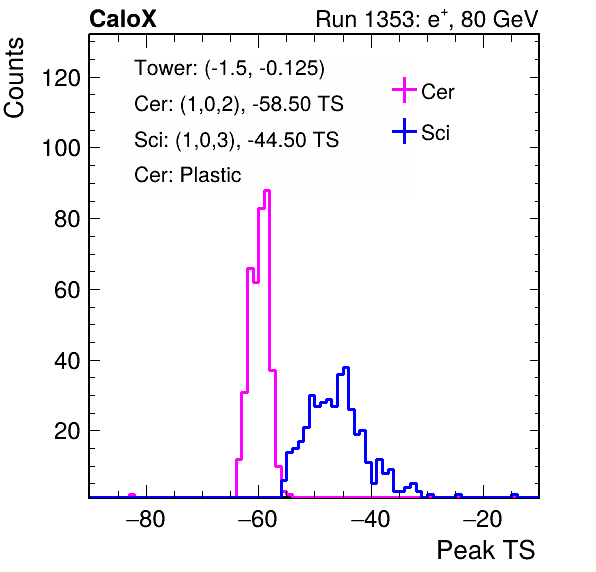 CaloX Run 1353: e⁺, 80 GeV
Counts
Tower: (-1.5, -0.125)
Cer: (1,0,2), -58.50 TS
Sci: (1,0,3), -44.50 TS
Cer: Plastic
Cer
Sci
120
100
80
60
40
20
−80 −60 −40 −20
Peak TS